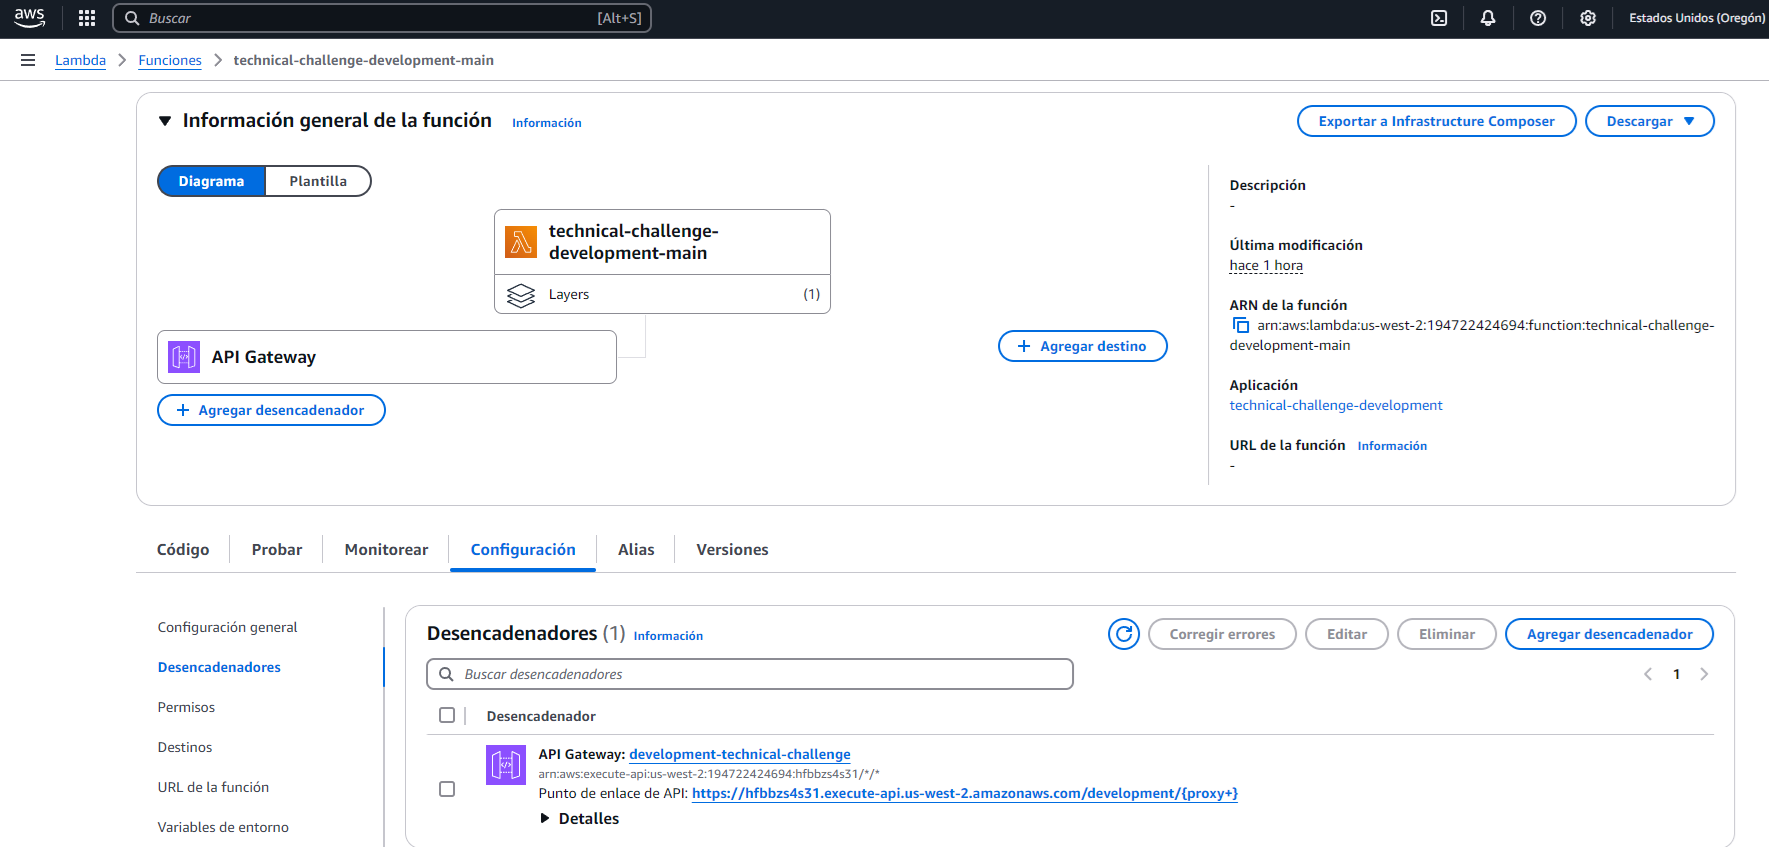 aws
Buscar
[Alt+S]
Estados Unidos (Oregón)
Lambda
Funciones
technical-challenge-development-main
Información general de la función
Información
Exportar a Infrastructure Composer
Descargar
Diagrama
Plantilla
technical-challenge-
development-main
Layers
(1)
API Gateway
Agregar desencadenador
Agregar destino
Descripción
-
Última modificación
hace 1 hora
ARN de la función
arn:aws:lambda:us-west-2:194722424694:function:technical-challenge-
development-main
Aplicación
technical-challenge-development
URL de la función Información
-
Código
Probar
Monitorear
Configuración
Alias
Versiones
Configuración general
Desencadenadores
Permisos
Destinos
URL de la función
Variables de entorno
Desencadenadores (1) Información
Corregir errores
Editar
Eliminar
Agregar desencadenador
Buscar desencadenadores
1
Desencadenador
API Gateway: development-technical-challenge
arn:aws:execute-api:us-west-2:194722424694:hfbbzs4s31/*/*
Punto de enlace de API: https://hfbbzs4s31.execute-api.us-west-2.amazonaws.com/development/{proxy+}
Detalles